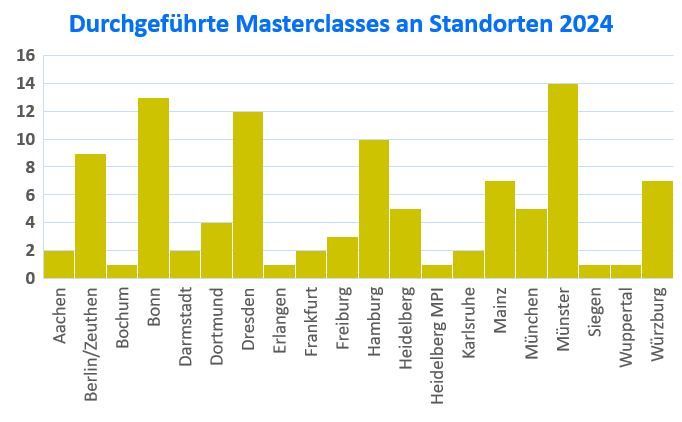 Durchgeführte Masterclasses an Standorten 2024
16
14
12
10
8
6
4
2
0
Aachen
Berlin/Zeuthen
Bochum
Bonn
Darmstadt
Dortmund
Dresden
Erlangen
Frankfurt
Freiburg
Hamburg
Heidelberg
Heidelberg MPI
Karlsruhe
Mainz
München
Münster
Siegen
Wuppertal
Würzburg